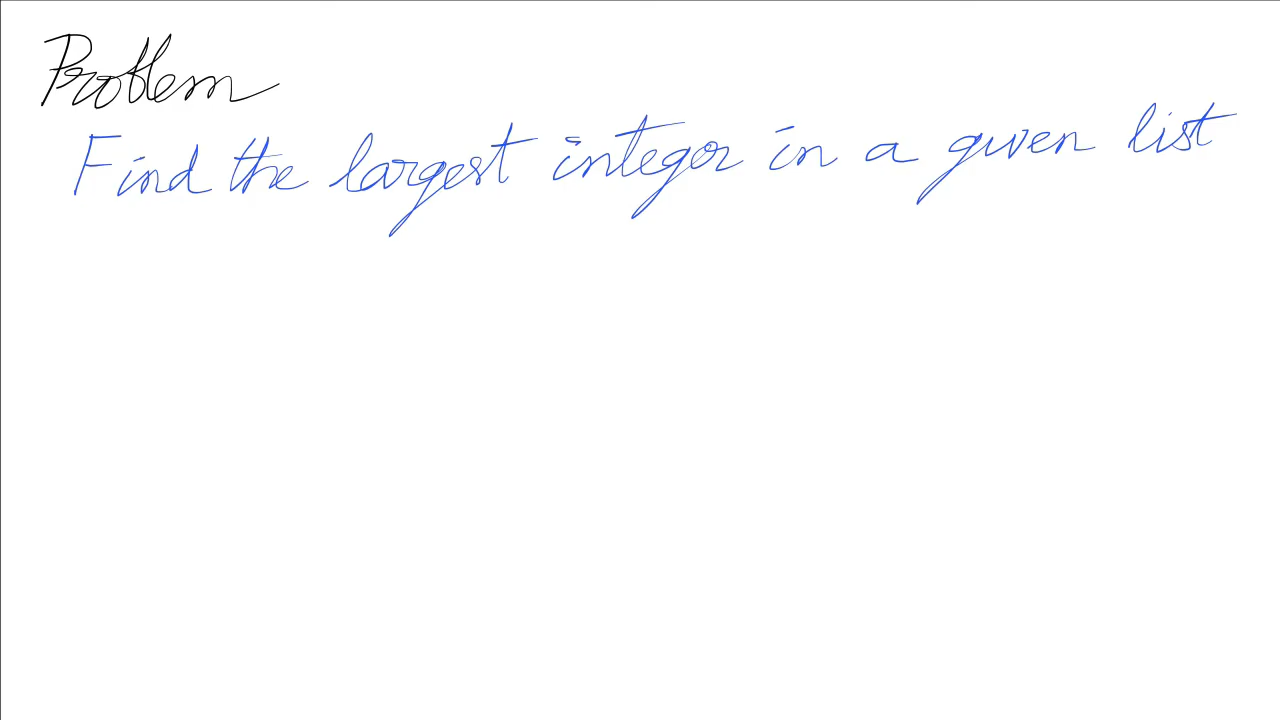 Problem
Find the largest integer in a given list